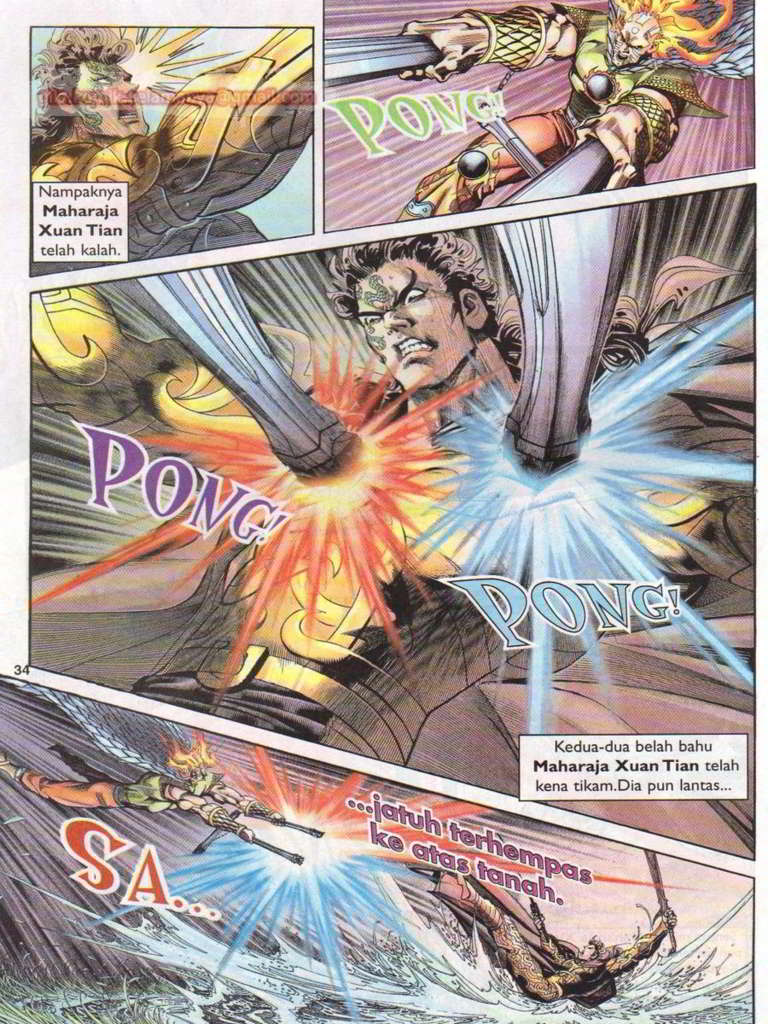 PONG!
Nampaknya
Maharaja
Xuan Tian
telah kalah.
PONG!
PONG!
34
Kedua-dua belah bahu
Maharaja Xuan Tian telah
kena tikam.Dia pun lantas...
...jatuh terhempas
ke atas tanah.
SA...